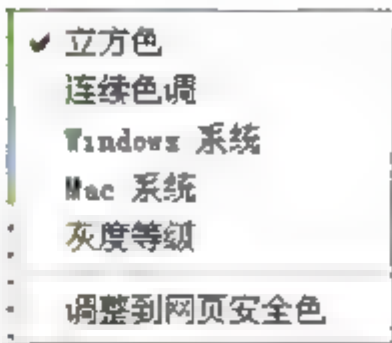 立方色
连续色调
Windows 系统
Mac 系统
灰度等级
调整到网页安全色